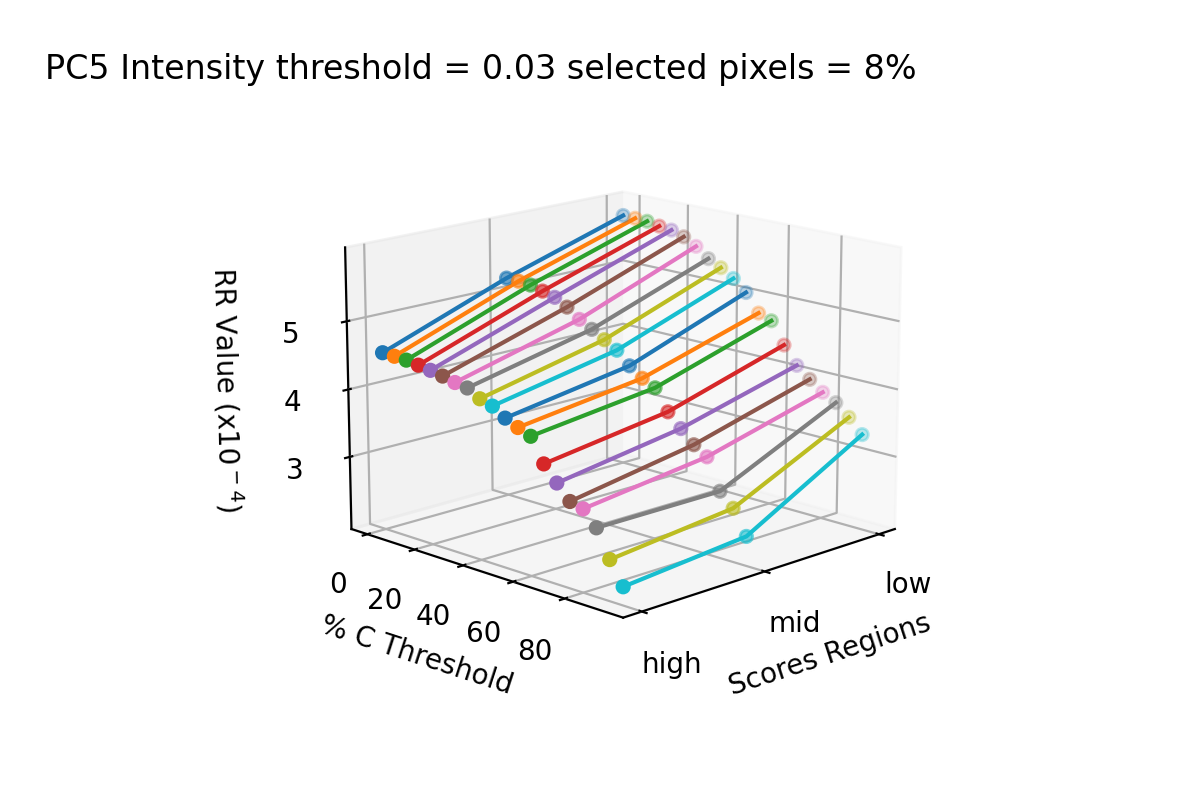 PC5 Intensity threshold = 0.03 selected pixels = 8%
RR Value (x10⁻⁴)
5
4
3
0
20
40
60
80
% C Threshold
high
mid
low
Scores Regions